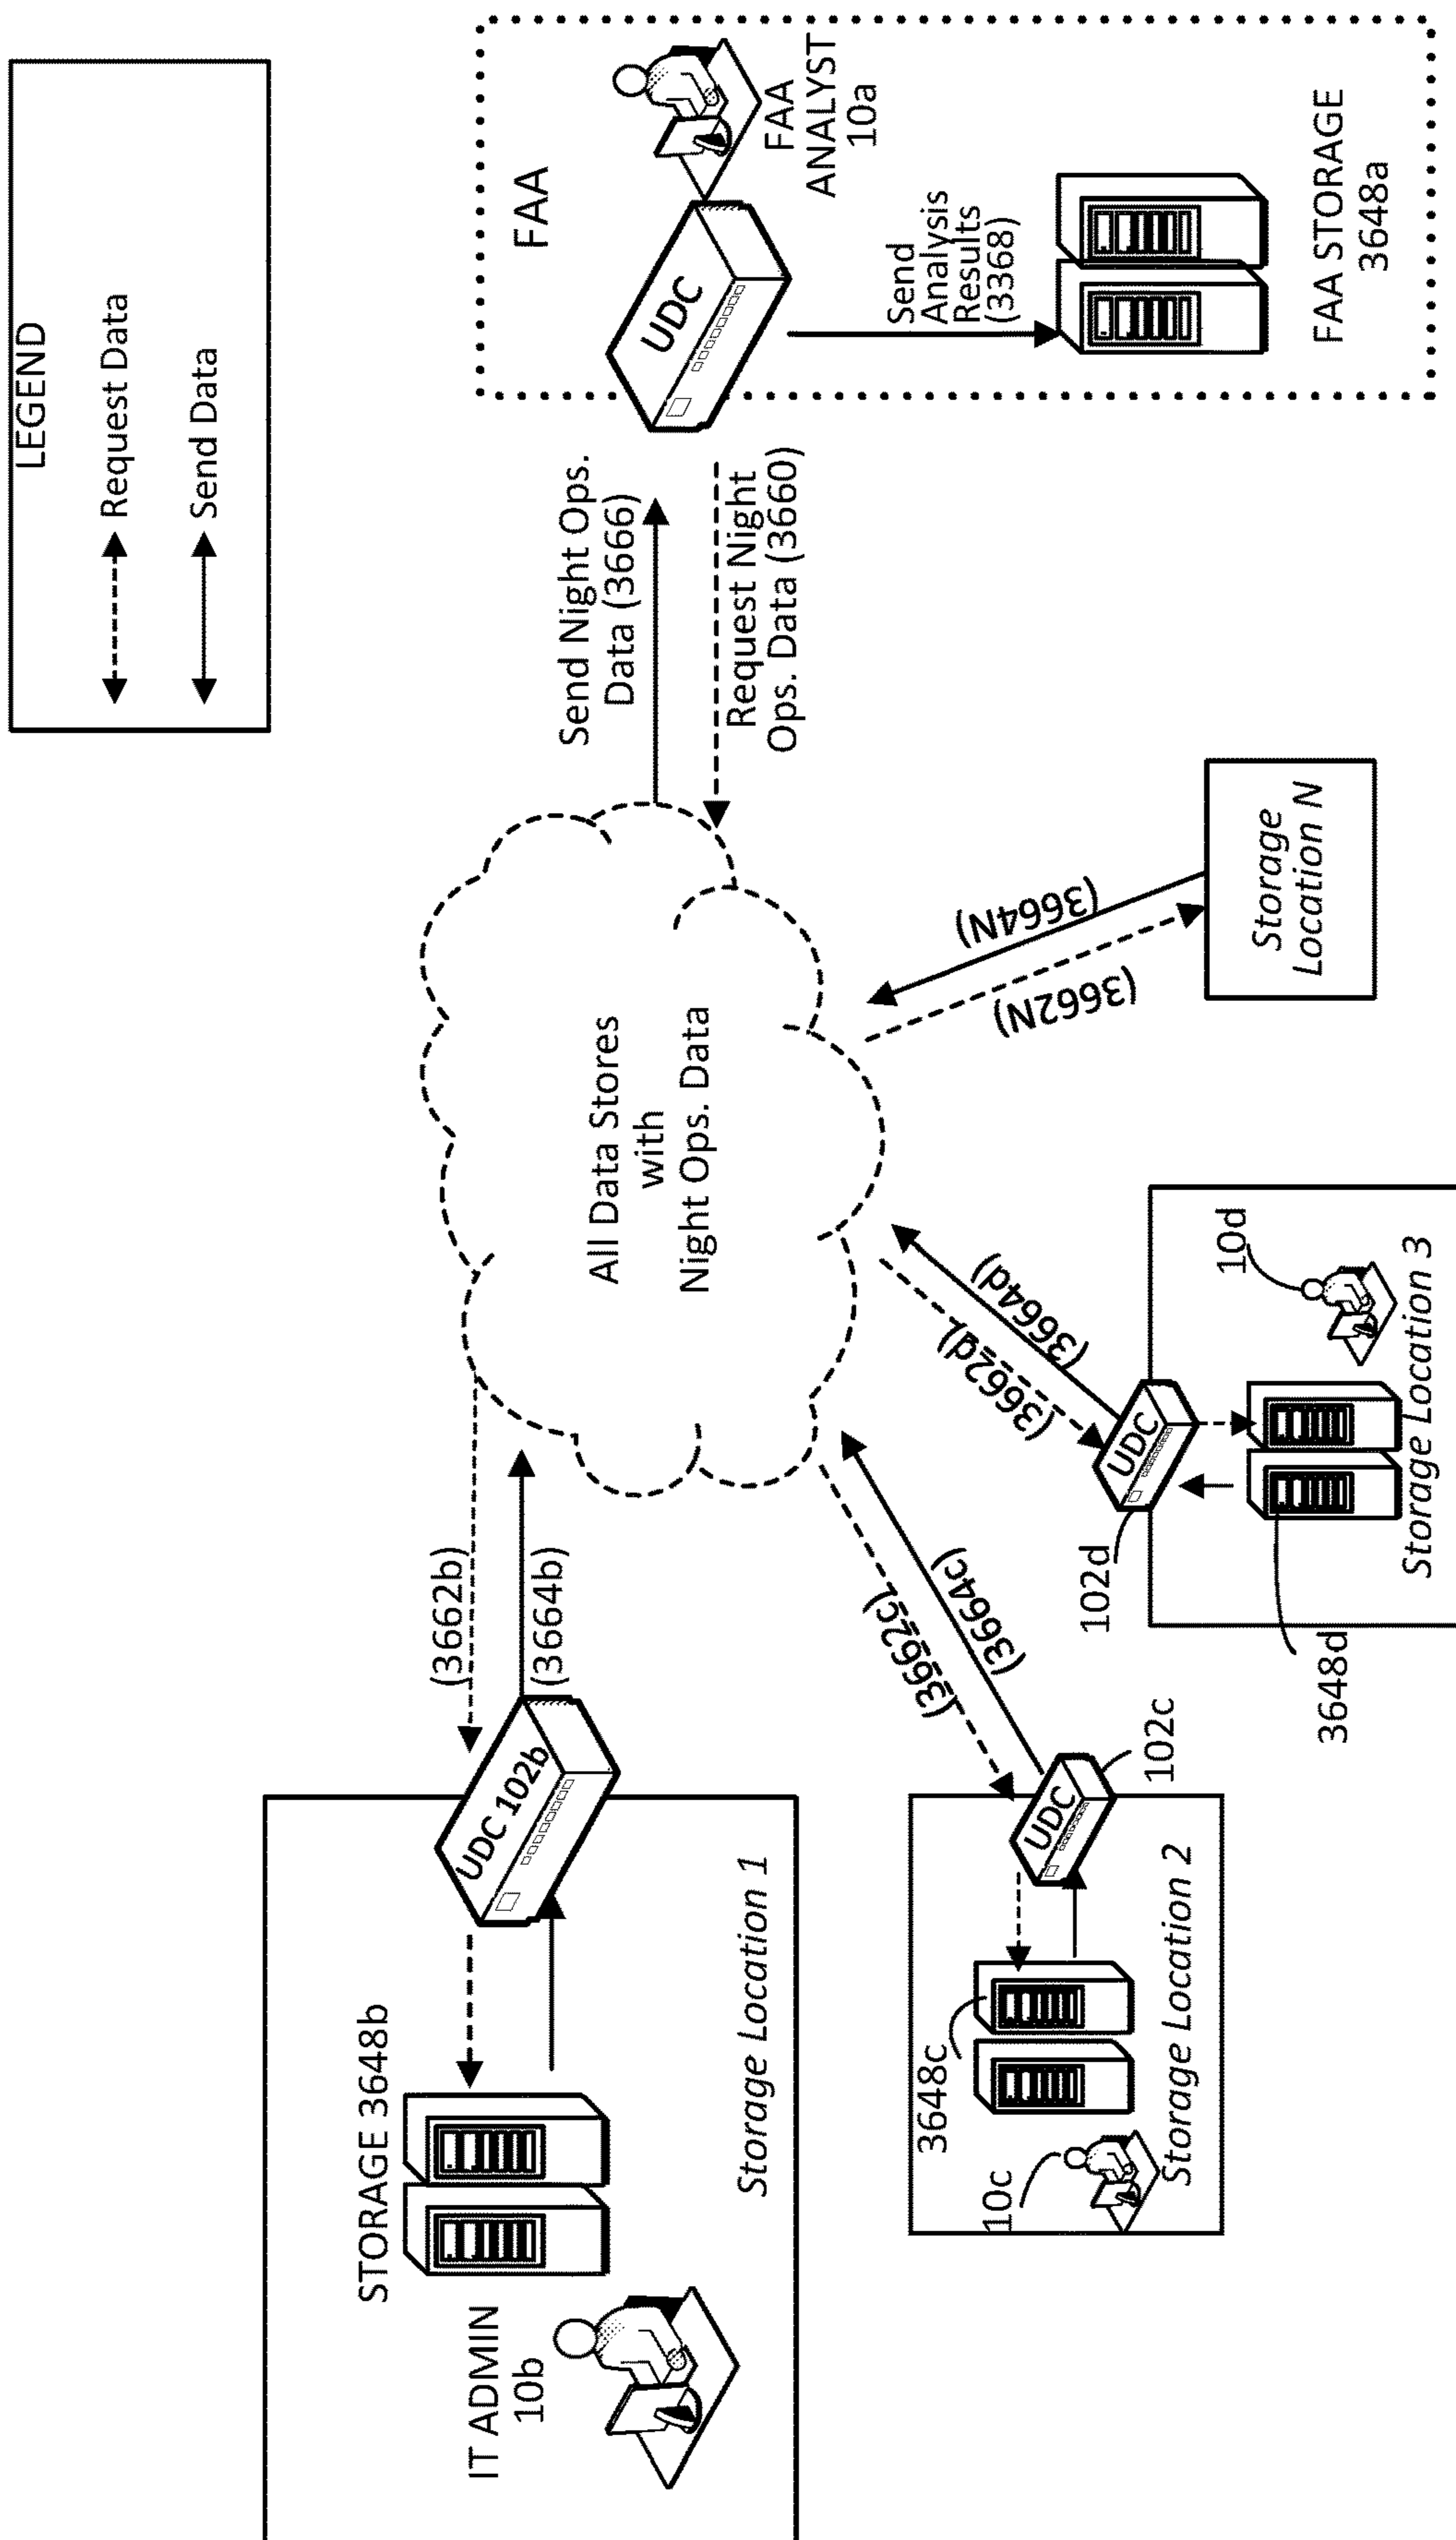 LEGEND
Request Data
Send Data
FAA
FAA
ANALYST
10a
UDC
Send
Analysis
Results
(3368)
FAA STORAGE
3648a
Send Night Ops.
Data (3666)
Request Night
Ops. Data (3660)
All Data Stores
with
Night Ops. Data
(3664N)
(3662N)
Storage
Location N
(3662b)
(3664b)
UDC 102b
STORAGE 3648b
IT ADMIN
10b
Storage Location 1
(3662c)
(3664c)
UDC
102c
3648c
10c
Storage Location 2
(3662d)
(3664d)
UDC
102d
3648d
10d
Storage Location 3